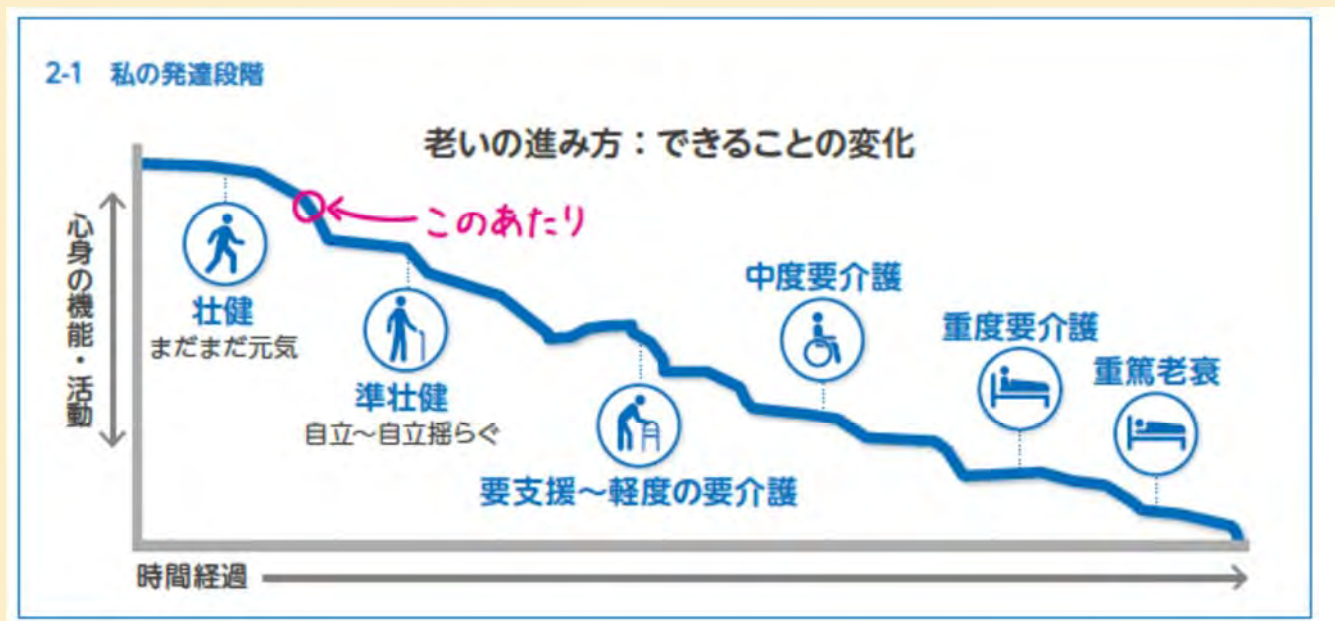 2-1 私の発達段階
老いの進み方：できることの変化
心身の機能・活動
このあたり
壮健
まだまだ元気
準壮健
自立～自立揺らぐ
要支援～軽度の要介護
中度要介護
重度要介護
重篤老衰
時間経過